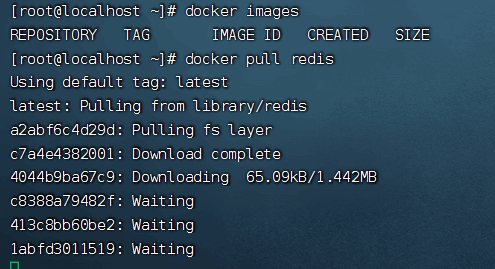 [root@localhost ~]# docker images
REPOSITORY   TAG       IMAGE ID   CREATED   SIZE
[root@localhost ~]# docker pull redis
Using default tag: latest
latest: Pulling from library/redis
a2abf6c4d29d: Pulling fs layer
c7a4e4382001: Download complete
4044b9ba67c9: Downloading  65.09kB/1.442MB
c8388a79482f: Waiting
413c8bb60be2: Waiting
1abfd3011519: Waiting